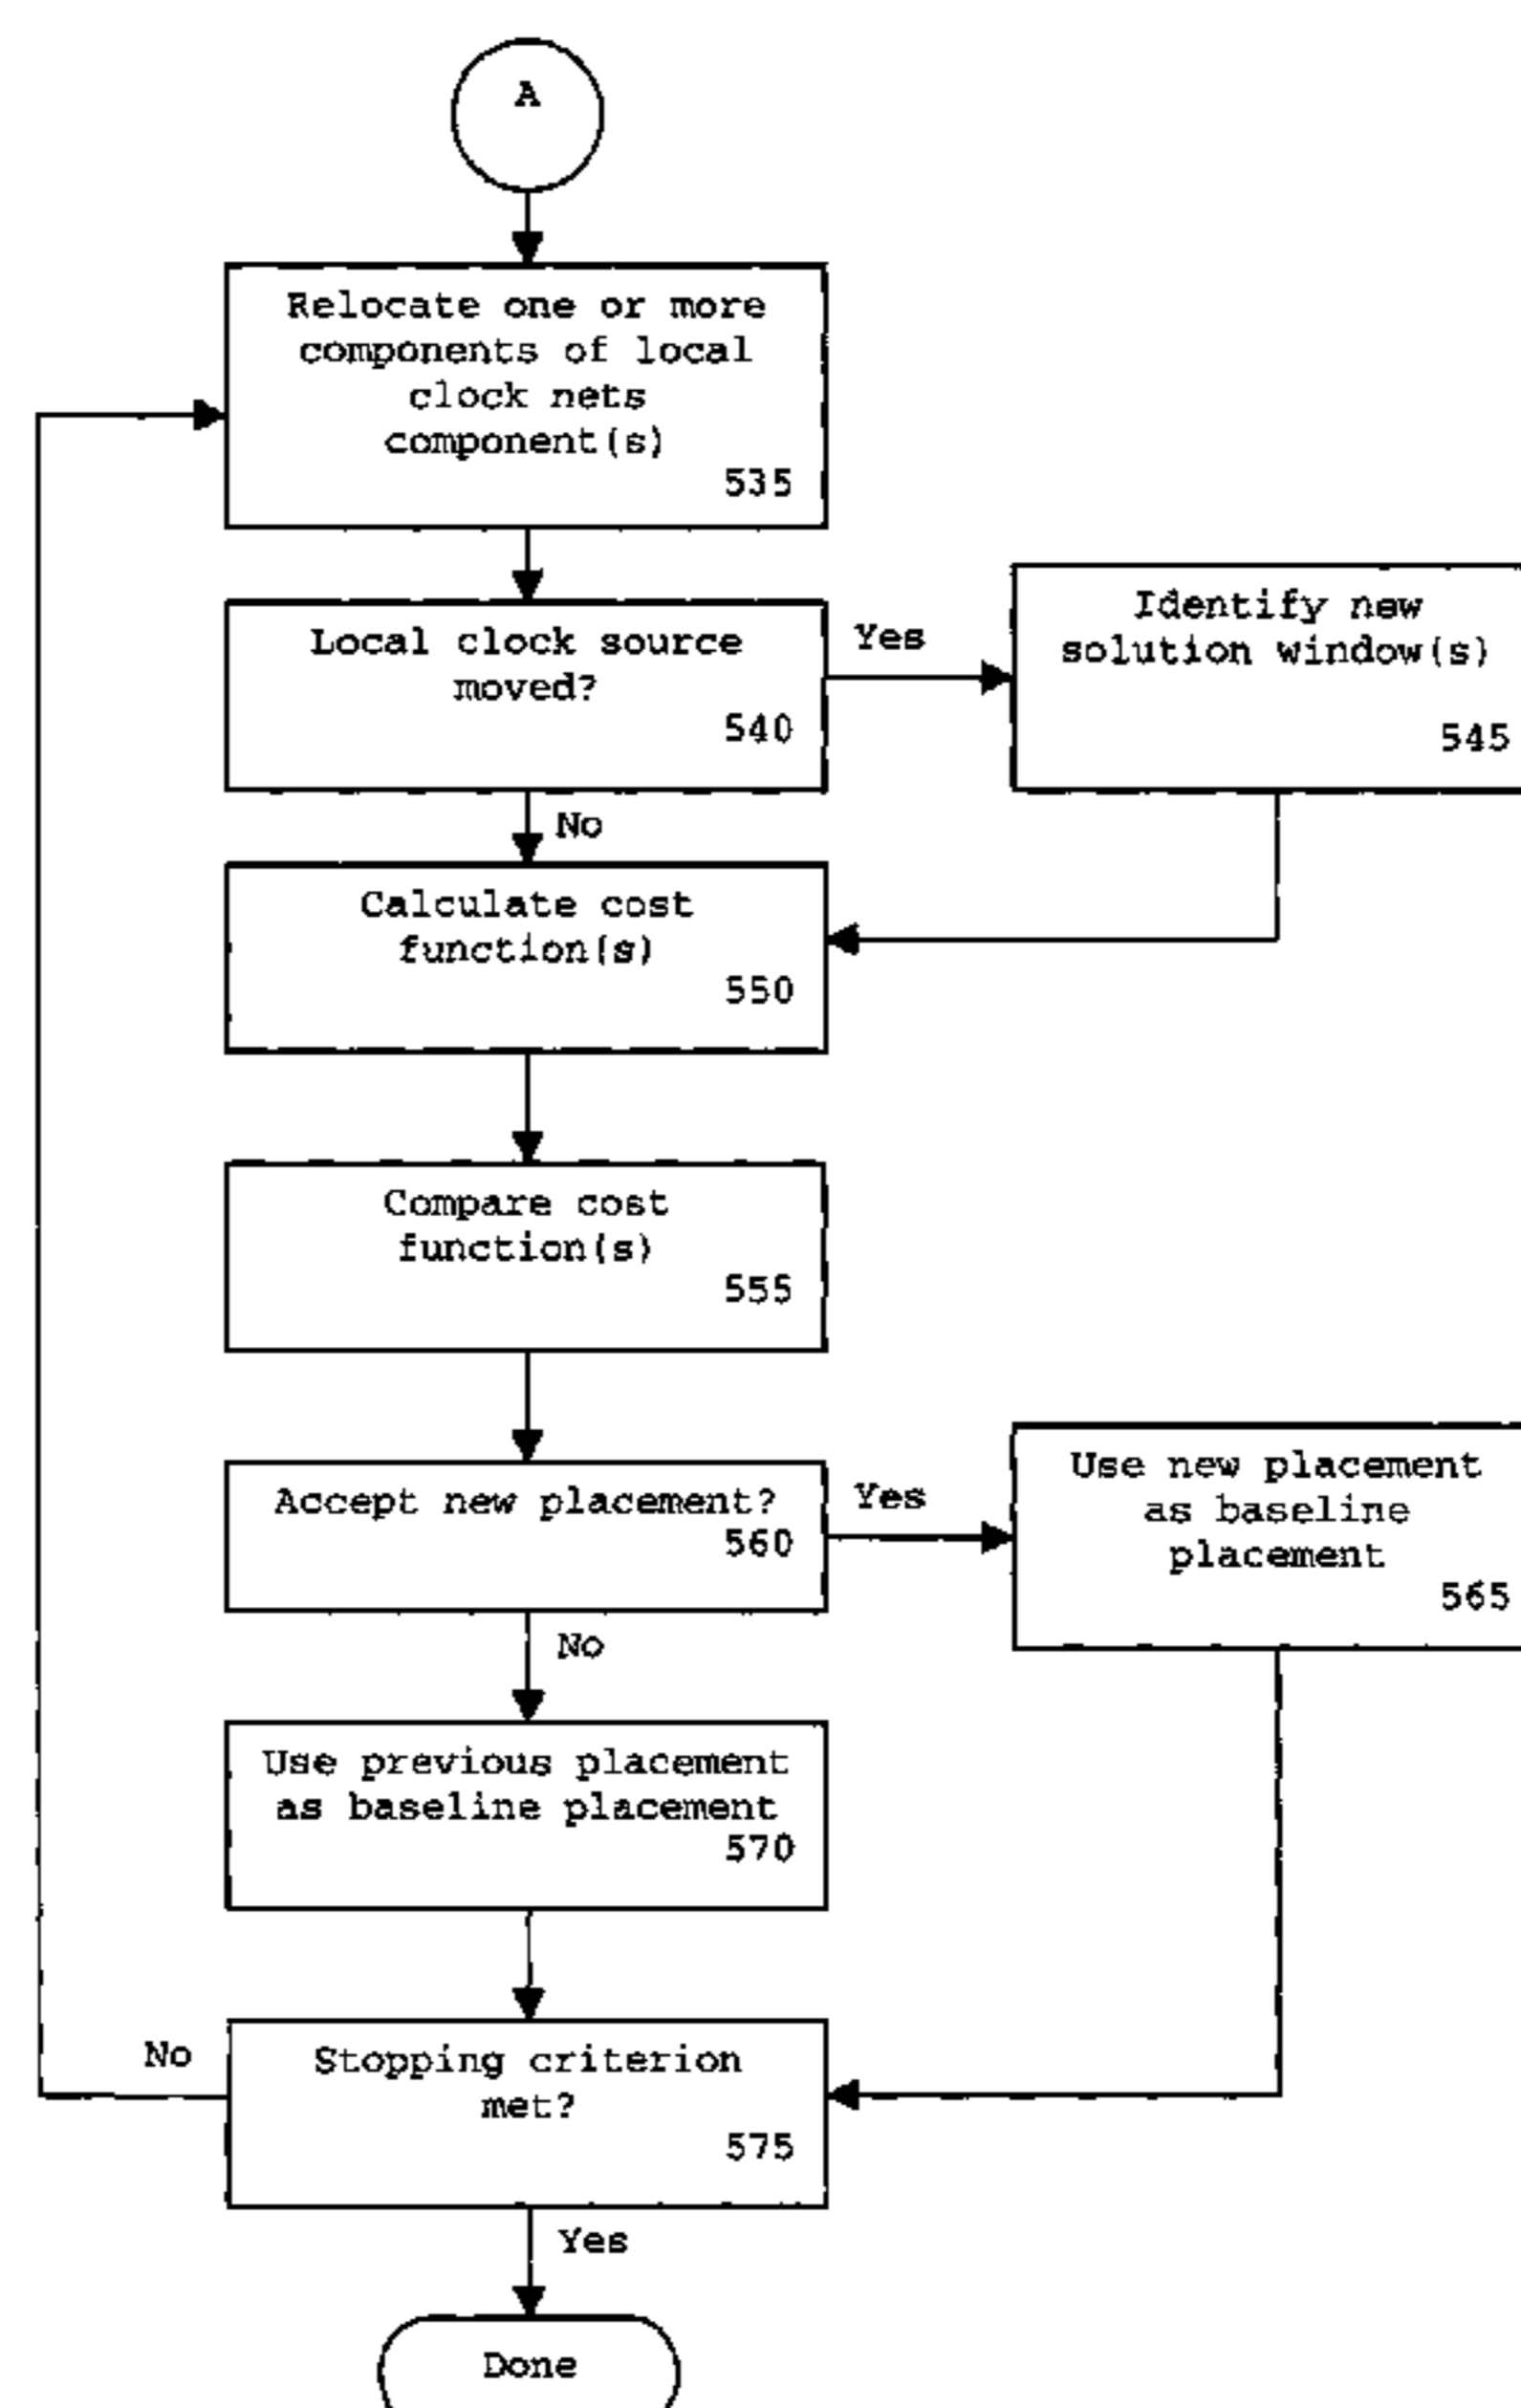 A
Relocate one or more
components of local
clock nets
component(s)
535
Local clock source
moved?
540
Yes
Identify new
solution window(s)
545
No
Calculate cost
function(s)
550
Compare cost
function(s)
555
Accept new placement?
560
Yes
Use new placement
as baseline
placement
565
No
Use previous placement
as baseline placement
570
No
Stopping criterion
met?
575
Yes
Done